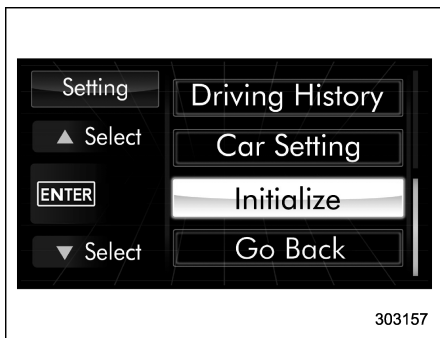 Setting
▲ Select
ENTER
▼ Select
Driving History
Car Setting
Initialize
Go Back
303157